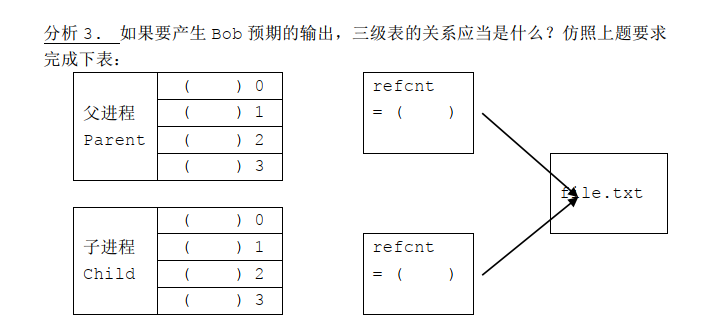 分析 3． 如果要产生 Bob 预期的输出，三级表的关系应当是什么？仿照上题要求
完成下表：
父进程
Parent
( ) 0
( ) 1
( ) 2
( ) 3
refcnt
= ( )
file.txt
子进程
Child
( ) 0
( ) 1
( ) 2
( ) 3
refcnt
= ( )